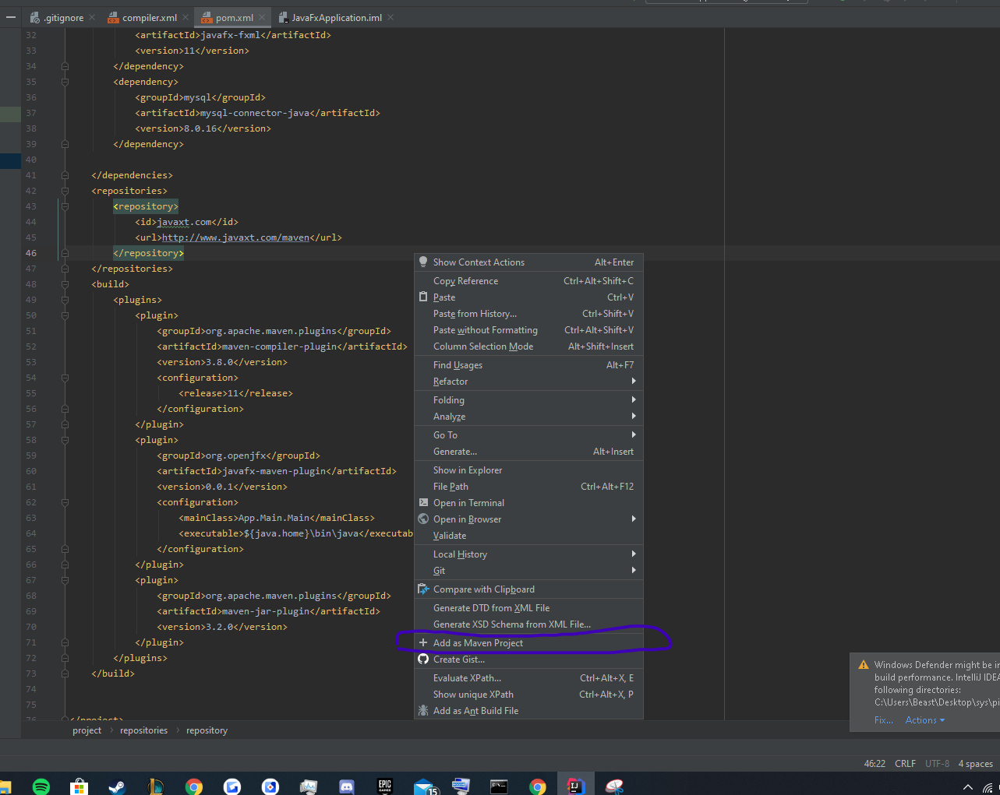 .gitignore
compiler.xml
pom.xml
JavaFxApplication.iml
32 <artifactId>javafx-fxml</artifactId>
33 <version>11</version>
34 </dependency>
35 <dependency>
36 <groupId>mysql</groupId>
37 <artifactId>mysql-connector-java</artifactId>
38 <version>8.0.16</version>
39 </dependency>
40
41 </dependencies>
42 <repositories>
43 <repository>
44 <id>javaxt.com</id>
45 <url>http://www.javaxt.com/maven</url>
46 </repository>
47 </repositories>
48 <build>
49 <plugins>
50 <plugin>
51 <groupId>org.apache.maven.plugins</groupId>
52 <artifactId>maven-compiler-plugin</artifactId>
53 <version>3.8.0</version>
54 <configuration>
55 <release>11</release>
56 </configuration>
57 </plugin>
58 <plugin>
59 <groupId>org.openjfx</groupId>
60 <artifactId>javafx-maven-plugin</artifactId>
61 <version>0.0.1</version>
62 <configuration>
63 <mainClass>App.Main.Main</mainClass>
64 <executable>${java.home}\bin\java</executab
65 </configuration>
66 </plugin>
67 <plugin>
68 <groupId>org.apache.maven.plugins</groupId>
69 <artifactId>maven-jar-plugin</artifactId>
70 <version>3.2.0</version>
71 </plugin>
72 </plugins>
73 </build>
74
75
76 </project>
Show Context Actions Alt+Enter
Copy Reference Ctrl+Alt+Shift+C
Paste Ctrl+V
Paste from History... Ctrl+Shift+V
Paste without Formatting Ctrl+Alt+Shift+V
Column Selection Mode Alt+Shift+Insert
Find Usages Alt+F7
Refactor
Folding
Analyze
Go To
Generate... Alt+Insert
Show in Explorer
File Path Ctrl+Alt+F12
Open in Terminal
Open in Browser
Validate
Local History
Git
Compare with Clipboard
Generate DTD from XML File
Generate XSD Schema from XML File...
Add as Maven Project
Create Gist...
Evaluate XPath... Ctrl+Alt+X, E
Show unique XPath Ctrl+Alt+X, P
Add as Ant Build File
Windows Defender might be i
build performance. IntelliJ IDEA
following directories:
C:\Users\Beast\Desktop\sys\pi
Fix... Actions
project
repositories
repository
46:22 CRLF UTF-8 4 spaces
EPIC
GAMES
15
IJ